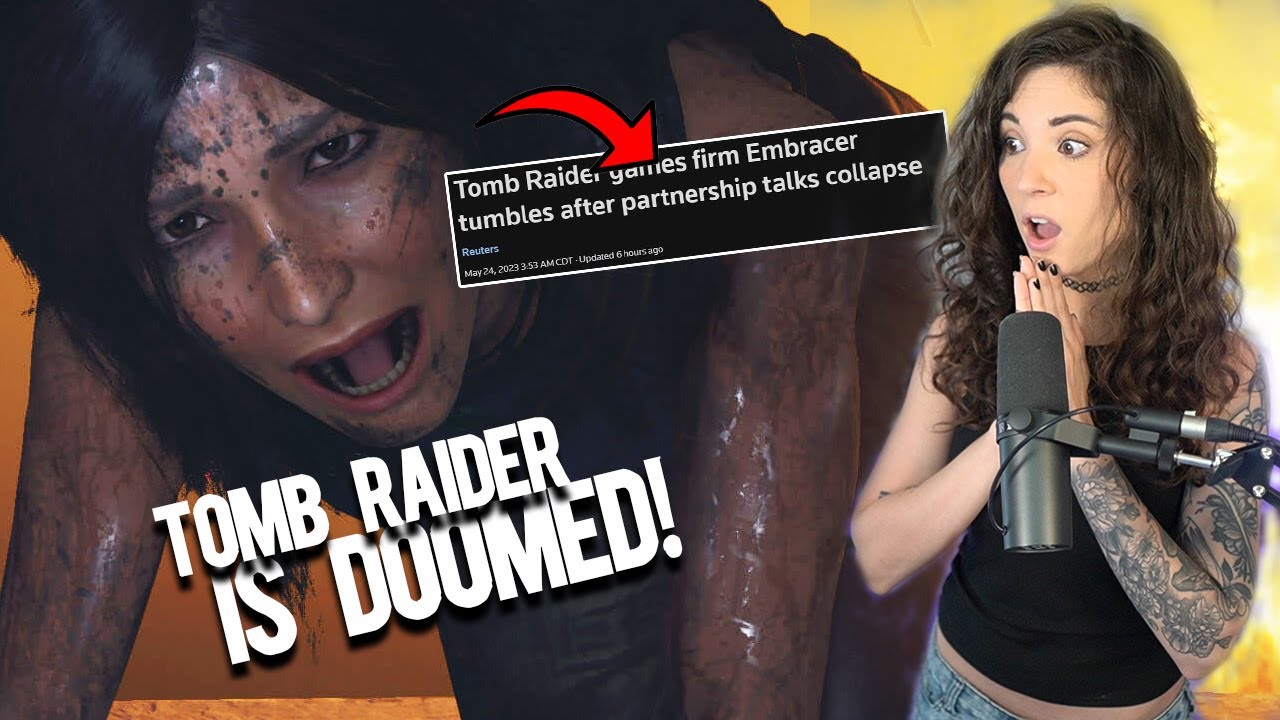 Tomb Raider games firm Embracer
tumbles after partnership talks collapse
Reuters
May 24, 2023 3:53 AM CDT · Updated 6 hours ago
TOMB RAIDER
IS DOOMED!